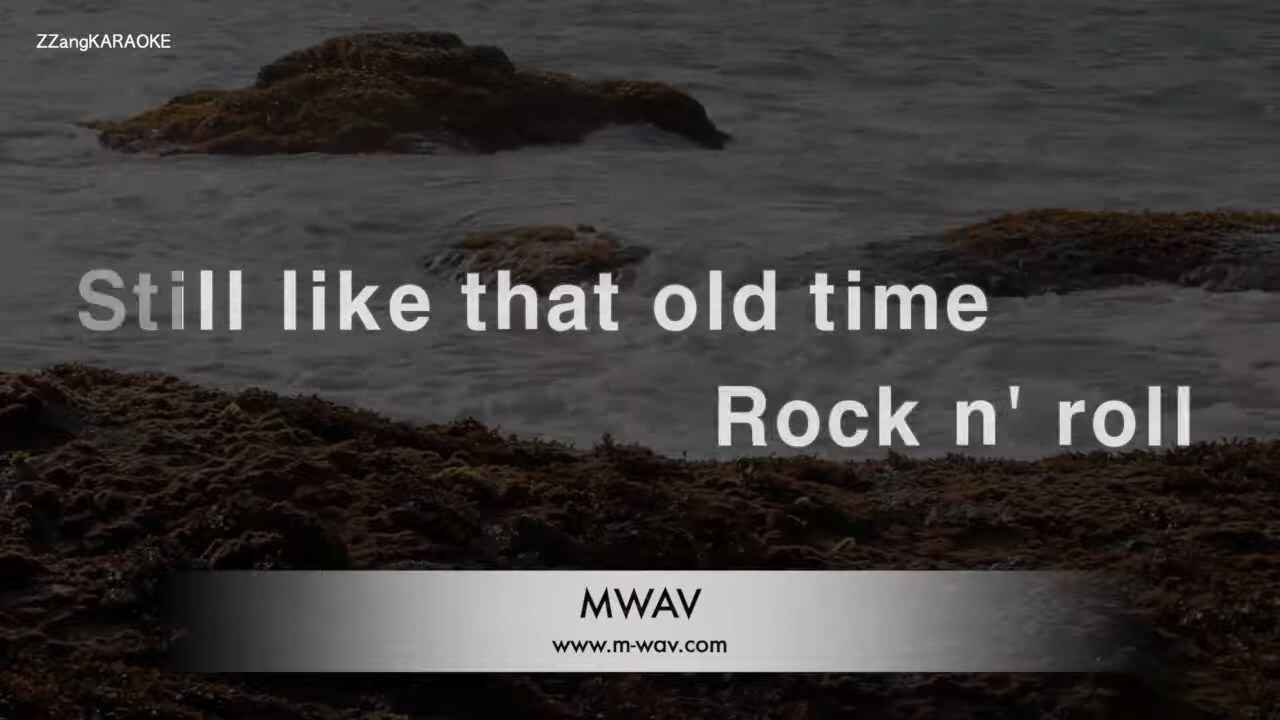 ZZangKARAOKE
Still like that old time
Rock n' roll
MWAV
www.m-wav.com